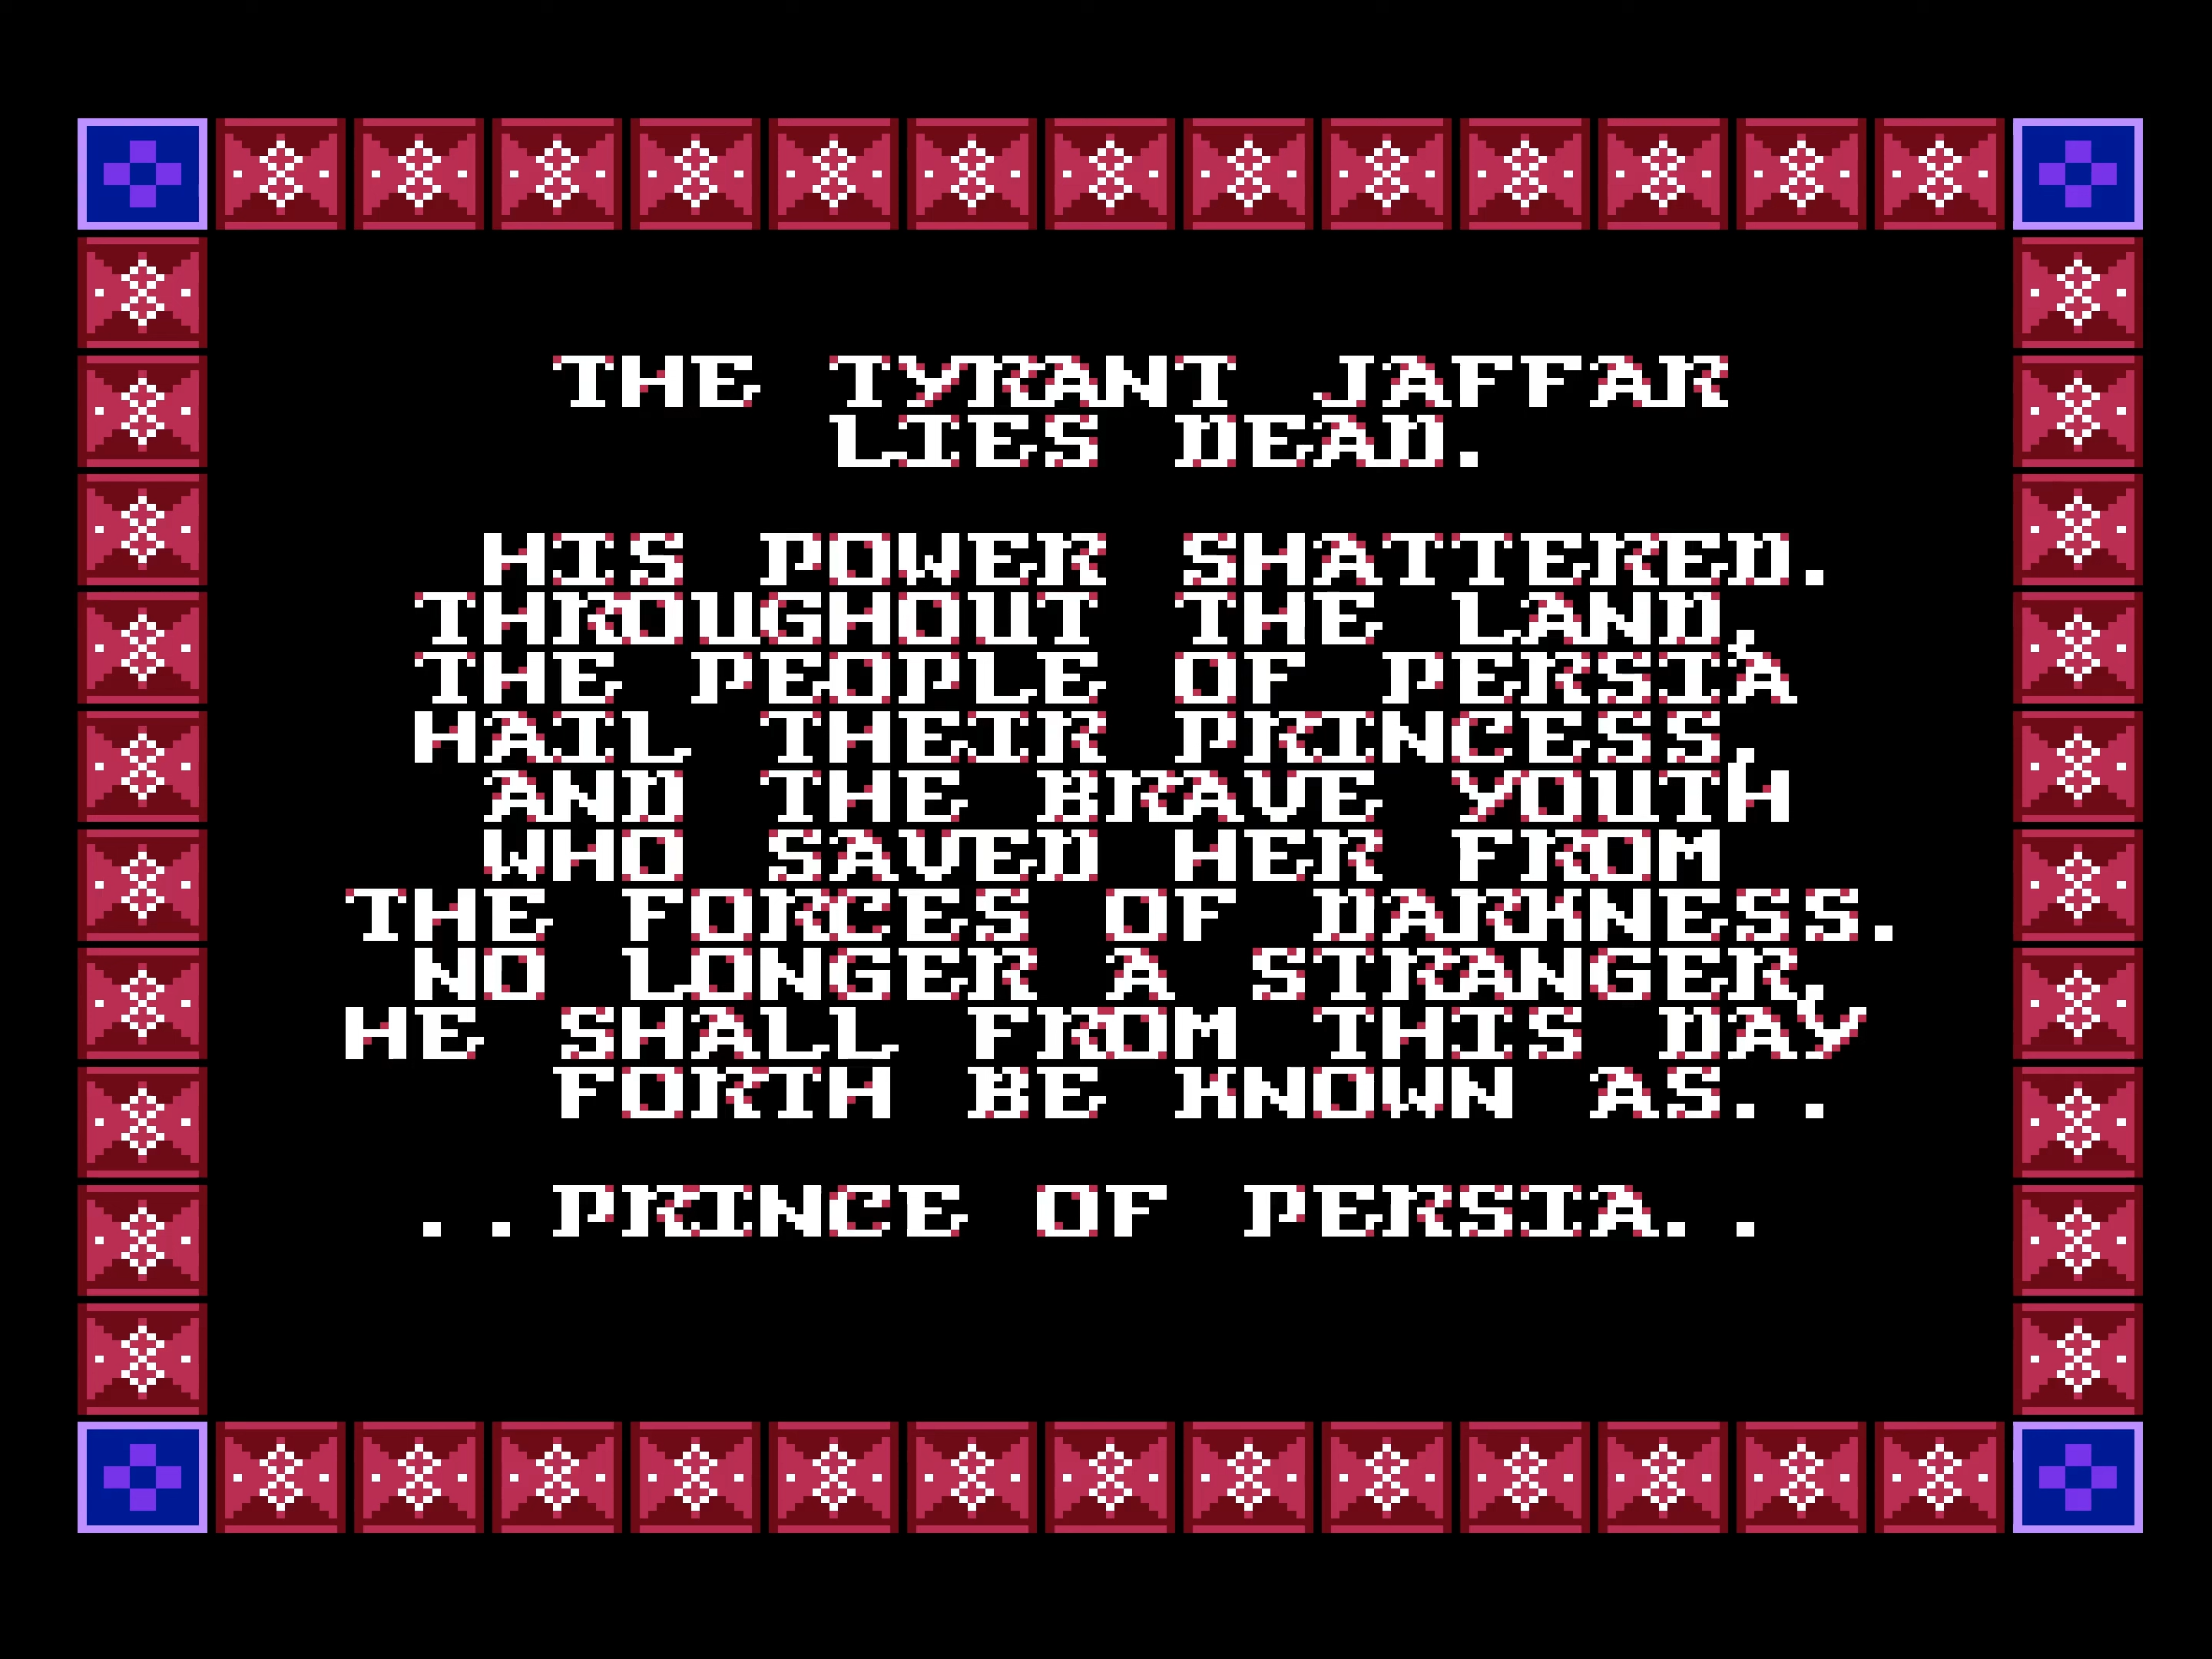 THE TYRANT JAFFAR
LIES DEAD.
HIS POWER SHATTERED.
THROUGHOUT THE LAND,
THE PEOPLE OF PERSIA
HAIL THEIR PRINCESS,
AND THE BRAVE YOUTH
WHO SAVED HER FROM
THE FORCES OF DARKNESS.
NO LONGER A STRANGER,
HE SHALL FROM THIS DAY
FORTH BE KNOWN AS..
..PRINCE OF PERSIA..